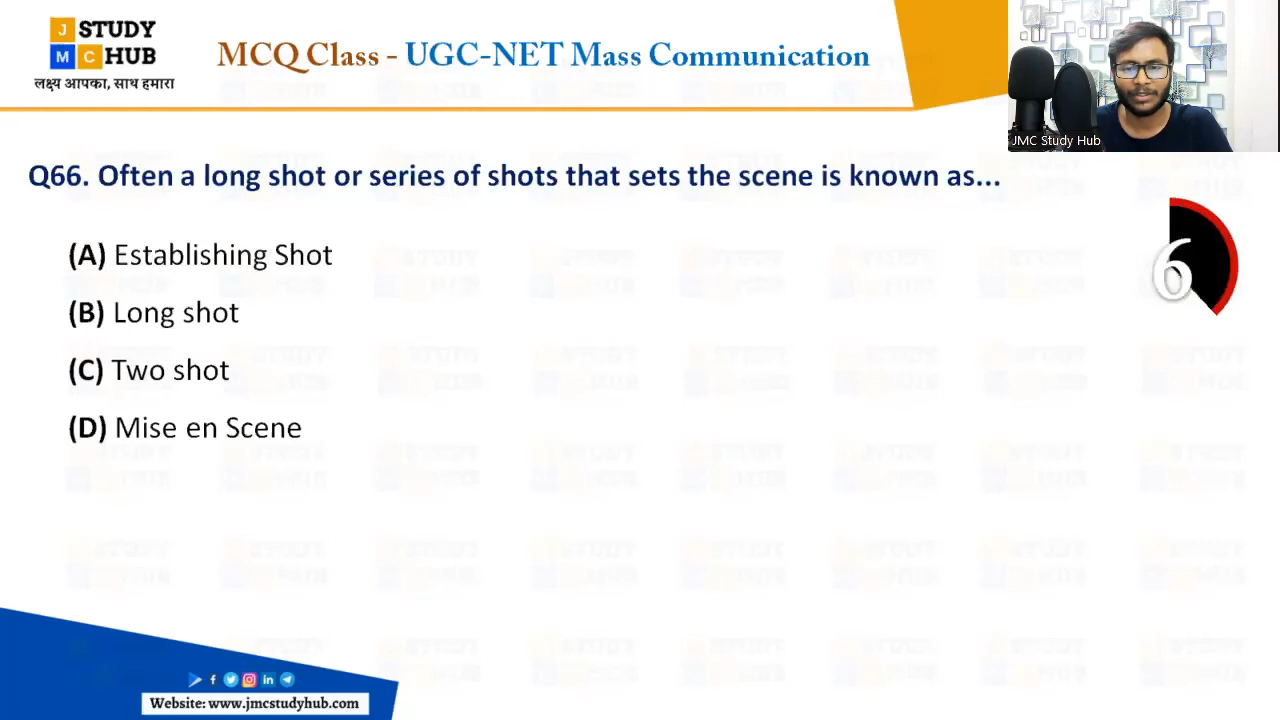 J STUDY
MC HUB
लक्ष्य आपका, साथ हमारा
MCQ Class - UGC-NET Mass Communication
JMC Study Hub
Q66. Often a long shot or series of shots that sets the scene is known as...
6
(A) Establishing Shot
(B) Long shot
(C) Two shot
(D) Mise en Scene
Website: www.jmcstudyhub.com